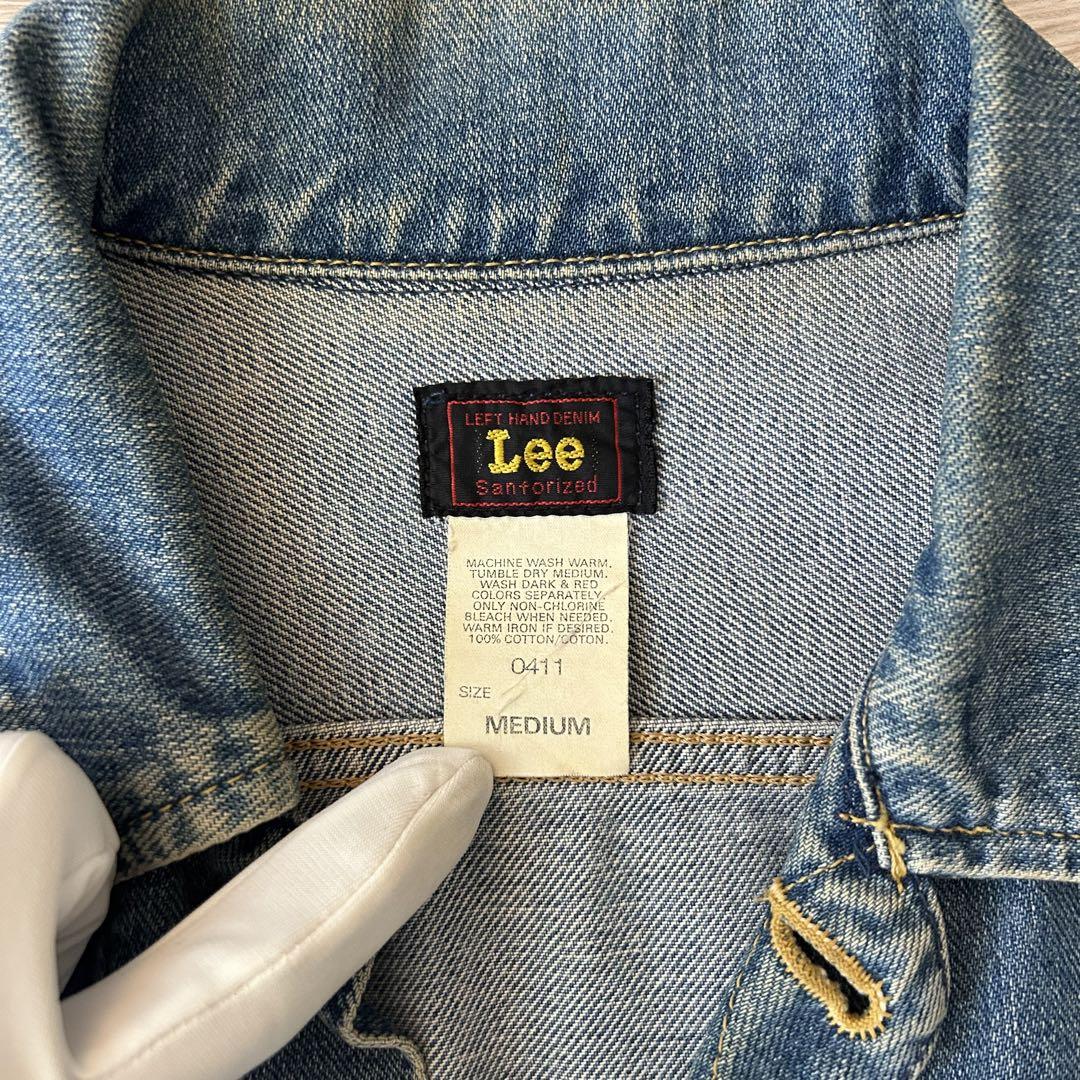 LEFT HAND DENIM
Lee
Sanforized
MACHINE WASH WARM.
TUMBLE DRY MEDIUM.
WASH DARK & RED
COLORS SEPARATELY.
ONLY NON-CHLORINE
BLEACH WHEN NEEDED.
WARM IRON IF DESIRED.
100% COTTON/COTON.
0411
SIZE
MEDIUM